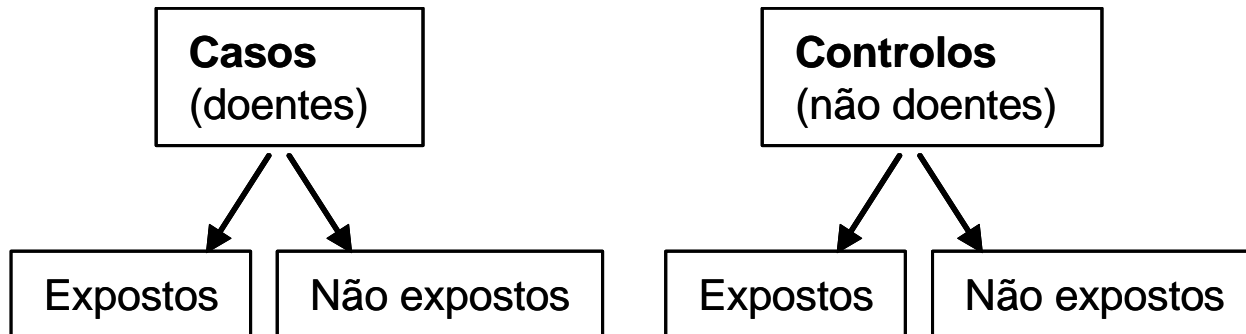 Casos
(doentes)
Controlos
(não doentes)
Expostos
Não expostos
Expostos
Não expostos